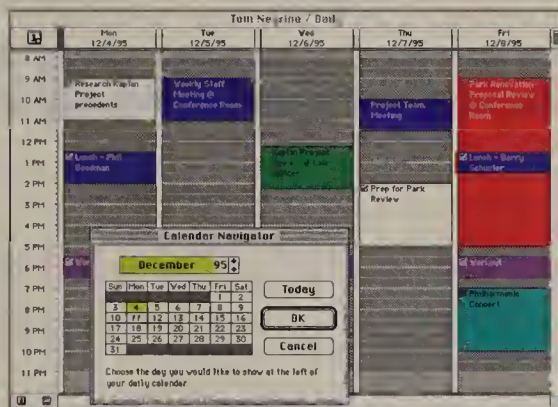 Mon Tue Wed Thu Fri
12/4/95 12/5/95 12/6/95 12/7/95 12/8/95
8 AM
9 AM
10 AM
11 AM
12 PM
1 PM
2 PM
3 PM
4 PM
5 PM
6 PM
7 PM
8 PM
9 PM
10 PM
11 PM
Research Kaplan
Project
precedents
Lunch - Phil
Goodman
Weekly Staff
Meeting @
Conference Room
Kaplan Project
Project Team
Meeting
Prep for Park
Review
Park Renovation
Proposal Review
@ Conference
Room
Lunch - Barry
Workout
Philharmonic
Concert
Calendar Navigator
December 95
Sun Mon Tue Wed Thu Fri Sat
1 2
3 4 5 6 7 8 9
10 11 12 13 14 15 16
17 18 19 20 21 22 23
24 25 26 27 28 29 30
31
Today
OK
Cancel
Choose the day you would like to show at the left of
your daily calendar